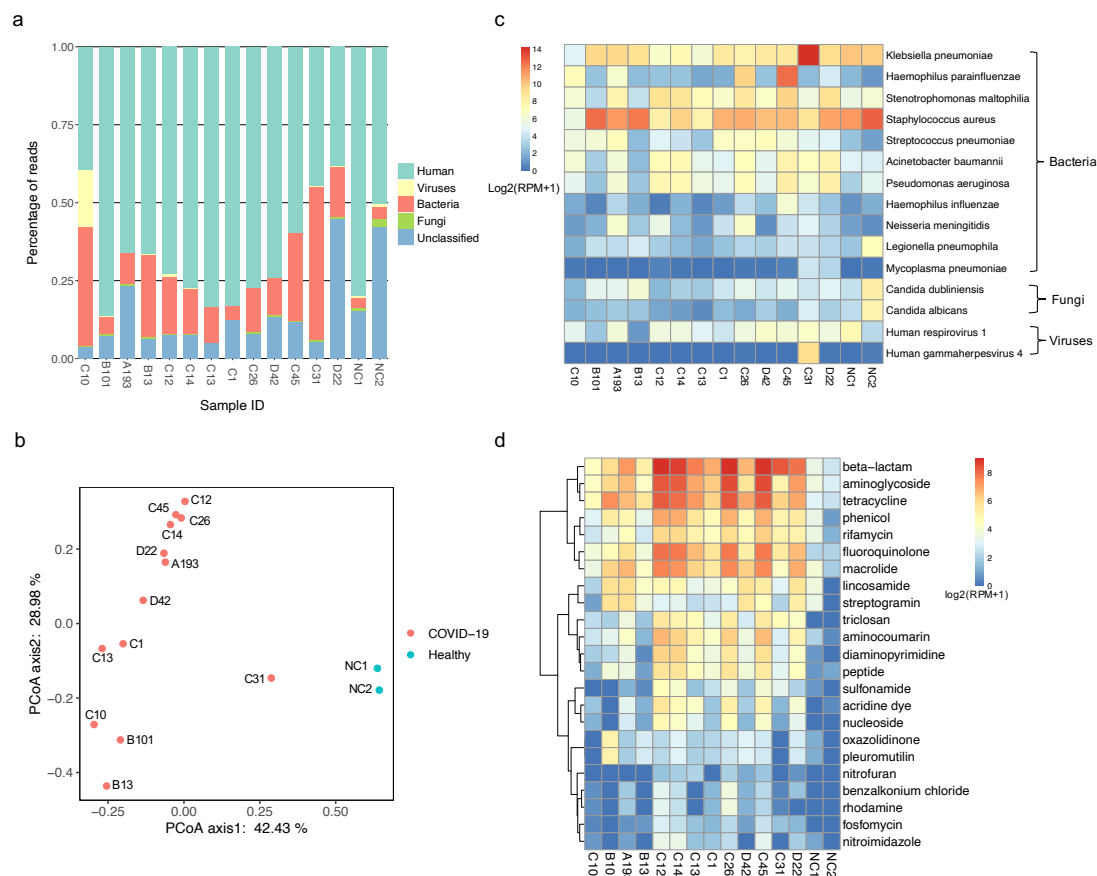 a
Percentage of reads
1.00
0.75
0.50
0.25
0.00
C10
B101
A193
B13
C12
C14
C13
C1
C26
D42
C45
C31
D22
NC1
NC2
Sample ID
Human
Viruses
Bacteria
Fungi
Unclassified
b
PCoA axis2: 28.98 %
0.2
0.0
−0.2
−0.4
C12
C45
C26
C14
D22
A193
D42
C1
C13
C31
NC1
NC2
C10
B101
B13
−0.25
0.00
0.25
0.50
PCoA axis1: 42.43 %
COVID−19
Healthy
c
14
12
10
8
6
4
2
0
Log2(RPM+1)
Klebsiella pneumoniae
Haemophilus parainfluenzae
Stenotrophomonas maltophilia
Staphylococcus aureus
Streptococcus pneumoniae
Acinetobacter baumannii
Pseudomonas aeruginosa
Haemophilus influenzae
Neisseria meningitidis
Legionella pneumophila
Mycoplasma pneumoniae
Candida dubliniensis
Candida albicans
Human respirovirus 1
Human gammaherpesvirus 4
Bacteria
Fungi
Viruses
C10
B101
A193
B13
C12
C14
C13
C1
C26
D42
C45
C31
D22
NC1
NC2
d
beta−lactam
aminoglycoside
tetracycline
phenicol
rifamycin
fluoroquinolone
macrolide
lincosamide
streptogramin
triclosan
aminocoumarin
diaminopyrimidine
peptide
sulfonamide
acridine dye
nucleoside
oxazolidinone
pleuromutilin
nitrofuran
benzalkonium chloride
rhodamine
fosfomycin
nitroimidazole
8
6
4
2
0
log2(RPM+1)
C10
B10
A19
B13
C12
C14
C13
C1
C26
D42
C45
C31
D22
NC1
NC2